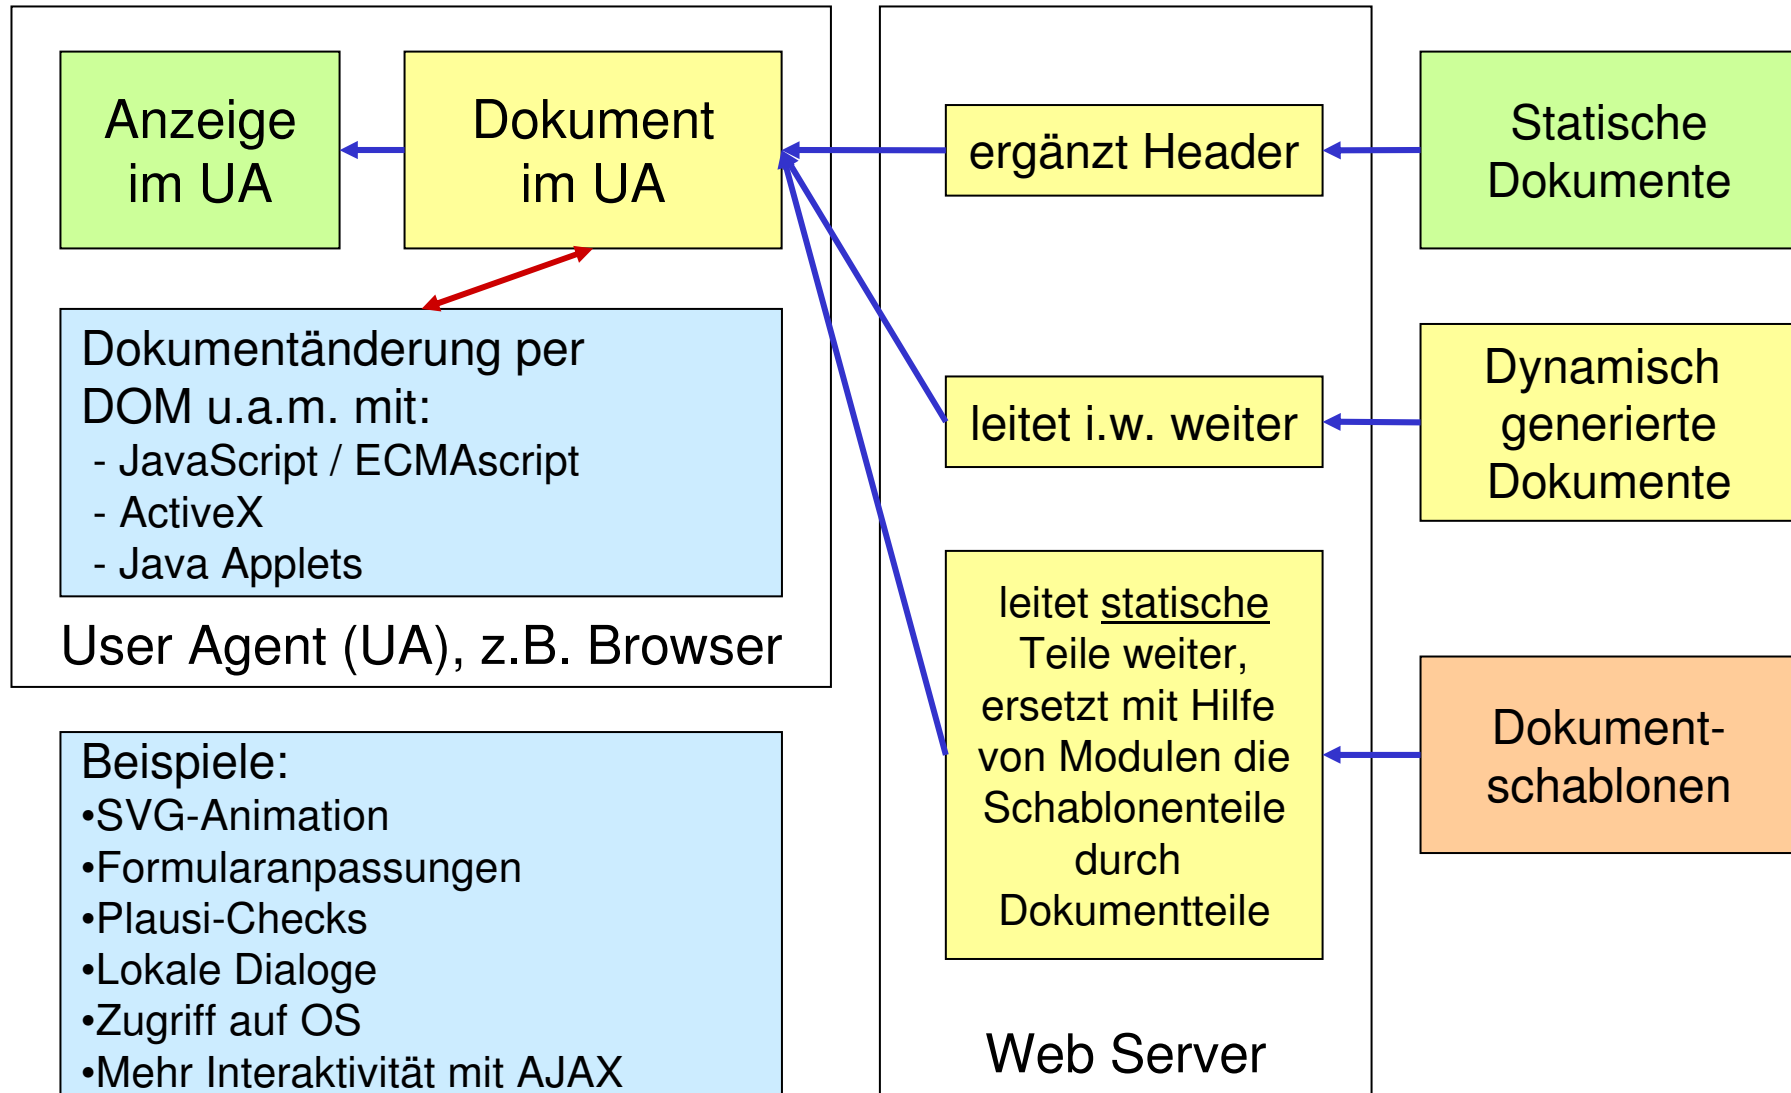 Anzeige
im UA
Dokument
im UA
Dokumentänderung per
DOM u.a.m. mit:
- JavaScript / ECMAscript
- ActiveX
- Java Applets
User Agent (UA), z.B. Browser
Beispiele:
•SVG-Animation
•Formularanpassungen
•Plausi-Checks
•Lokale Dialoge
•Zugriff auf OS
•Mehr Interaktivität mit AJAX
ergänzt Header
leitet i.w. weiter
leitet statische
Teile weiter,
ersetzt mit Hilfe
von Modulen die
Schablonenteile
durch
Dokumentteile
Web Server
Statische
Dokumente
Dynamisch
generierte
Dokumente
Dokument-
schablonen